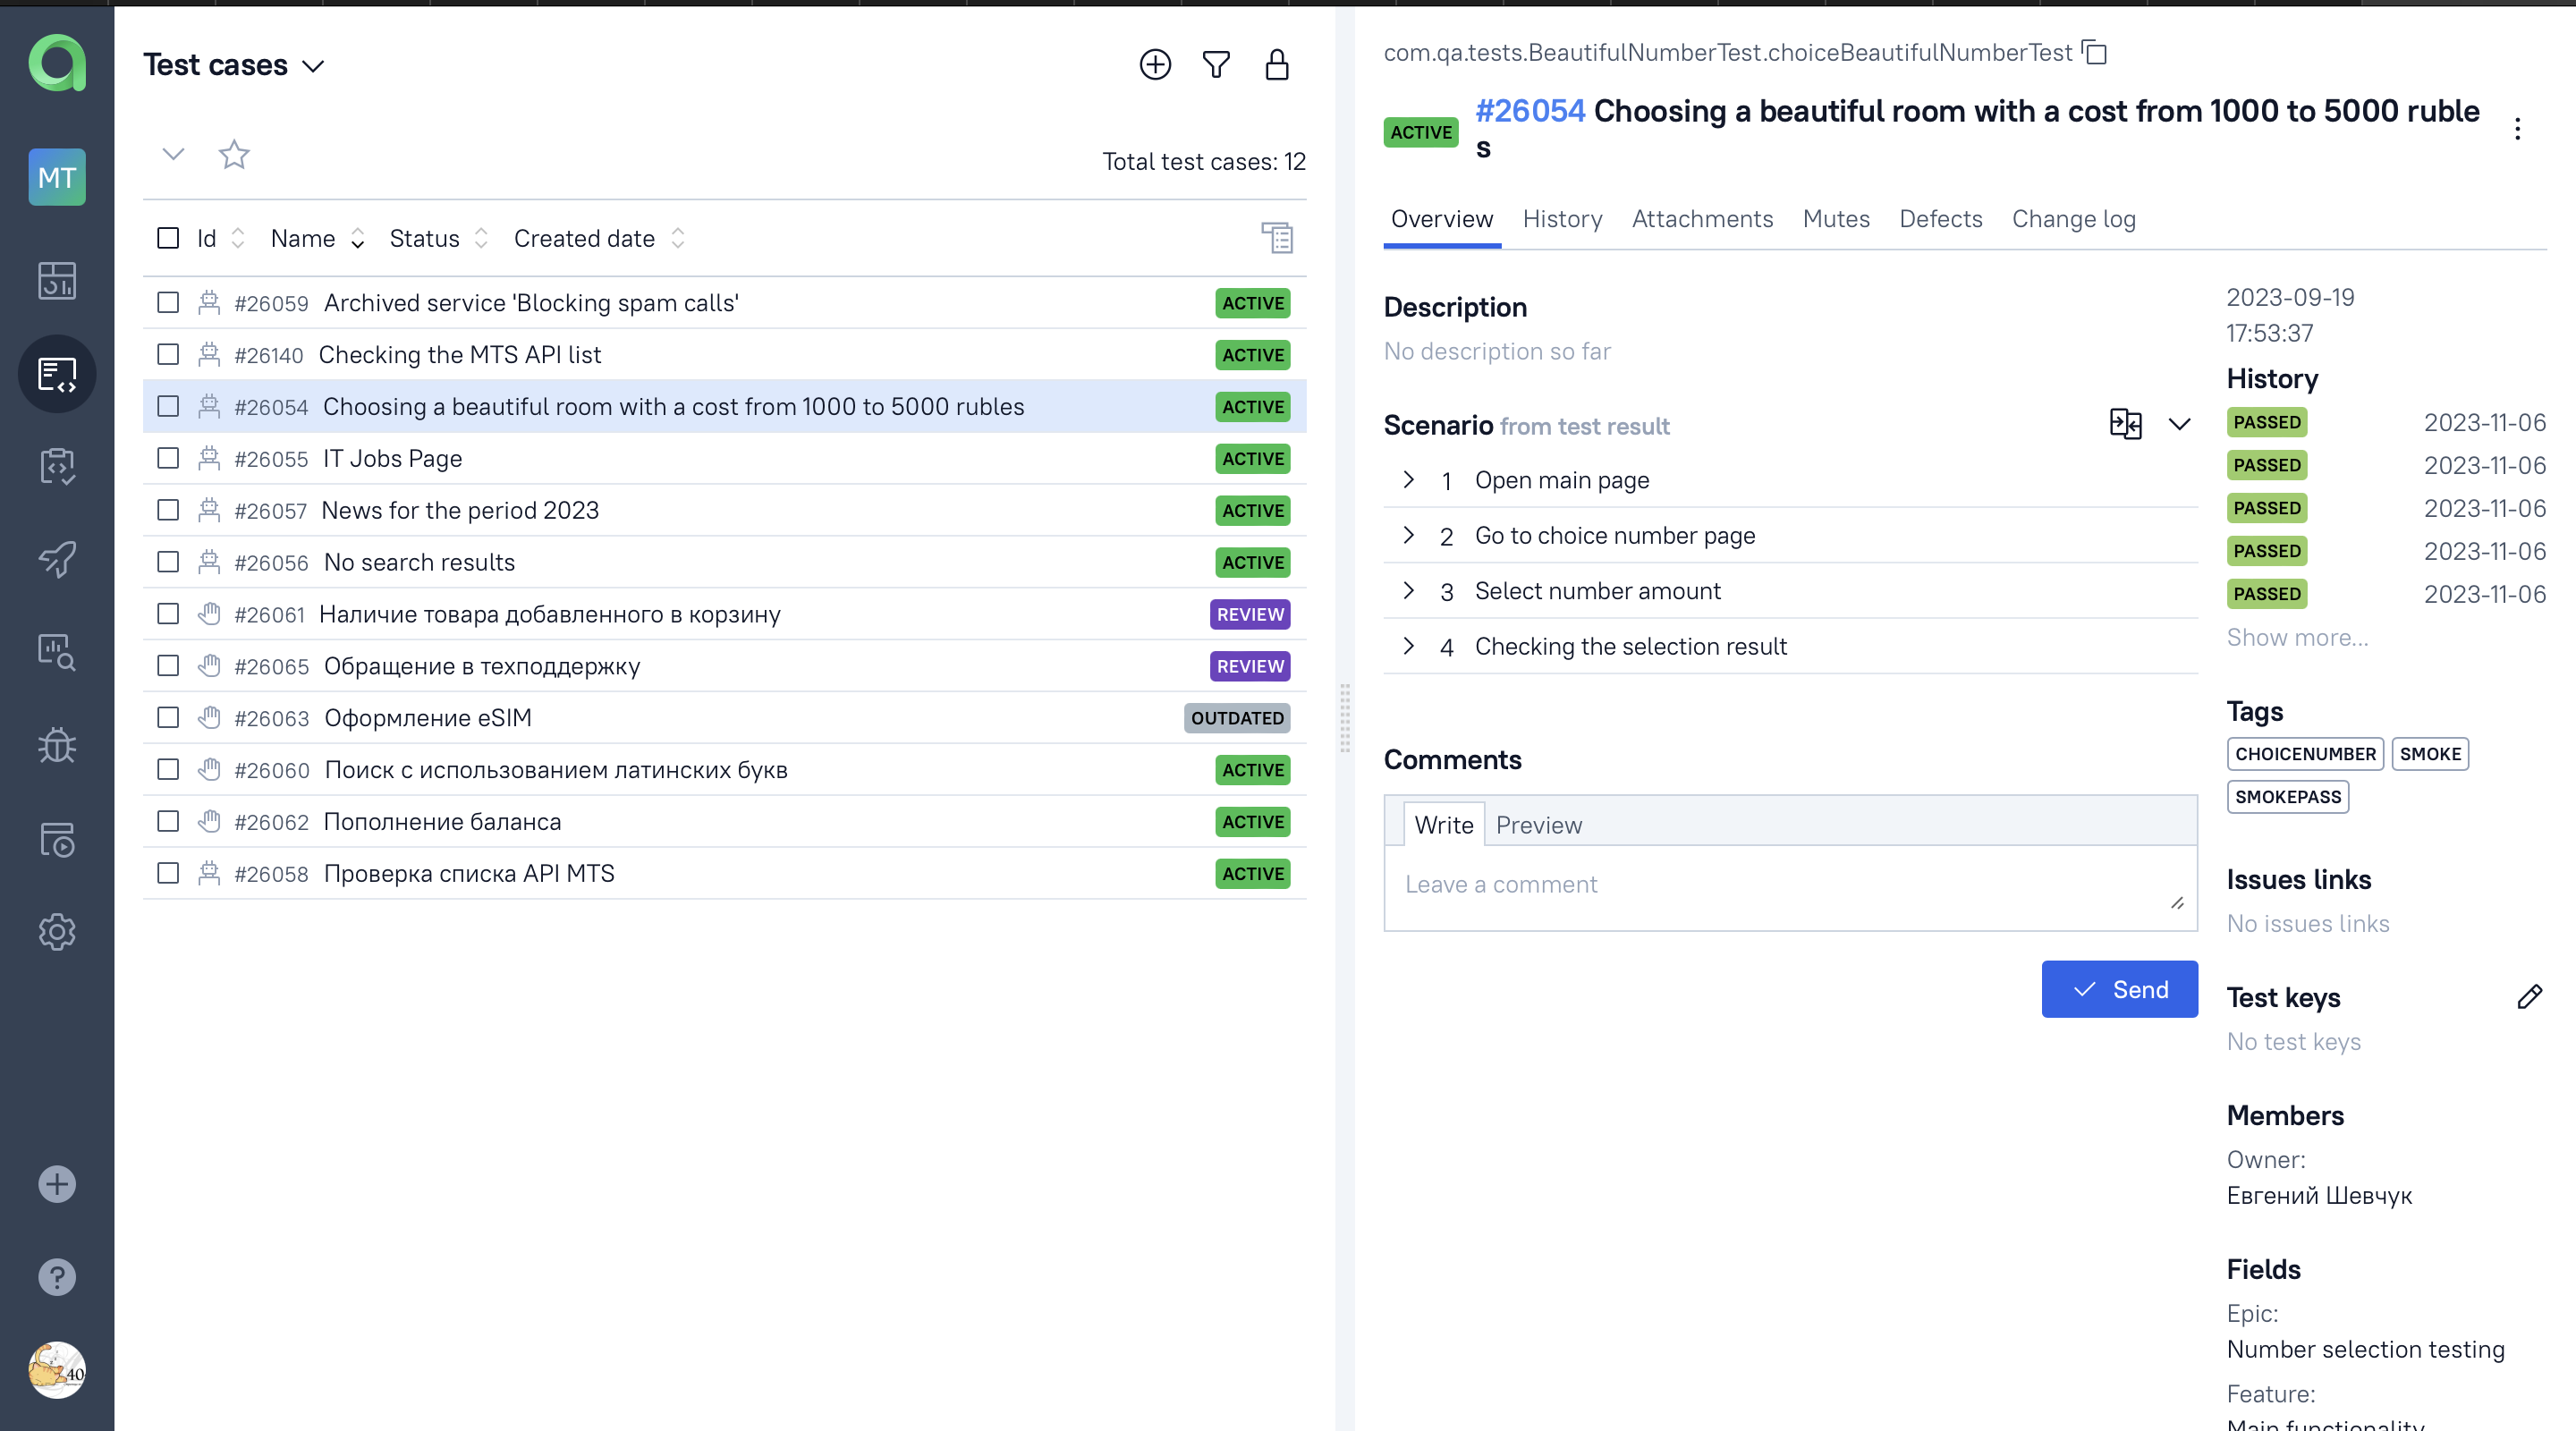 MT
Test cases
Total test cases: 12
Id Name Status Created date
#26059 Archived service 'Blocking spam calls' ACTIVE
#26140 Checking the MTS API list ACTIVE
#26054 Choosing a beautiful room with a cost from 1000 to 5000 rubles ACTIVE
#26055 IT Jobs Page ACTIVE
#26057 News for the period 2023 ACTIVE
#26056 No search results ACTIVE
#26061 Наличие товара добавленного в корзину REVIEW
#26065 Обращение в техподдержку REVIEW
#26063 Оформление eSIM OUTDATED
#26060 Поиск с использованием латинских букв ACTIVE
#26062 Пополнение баланса ACTIVE
#26058 Проверка списка API MTS ACTIVE
40
com.qa.tests.BeautifulNumberTest.choiceBeautifulNumberTest
ACTIVE #26054 Choosing a beautiful room with a cost from 1000 to 5000 ruble
s
Overview History Attachments Mutes Defects Change log
Description
No description so far
Scenario from test result
1 Open main page
2 Go to choice number page
3 Select number amount
4 Checking the selection result
Comments
Write Preview
Leave a comment
Send
2023-09-19
17:53:37
History
PASSED 2023-11-06
PASSED 2023-11-06
PASSED 2023-11-06
PASSED 2023-11-06
PASSED 2023-11-06
Show more...
Tags
CHOICENUMBER SMOKE
SMOKEPASS
Issues links
No issues links
Test keys
No test keys
Members
Owner:
Евгений Шевчук
Fields
Epic:
Number selection testing
Feature:
Main functionality